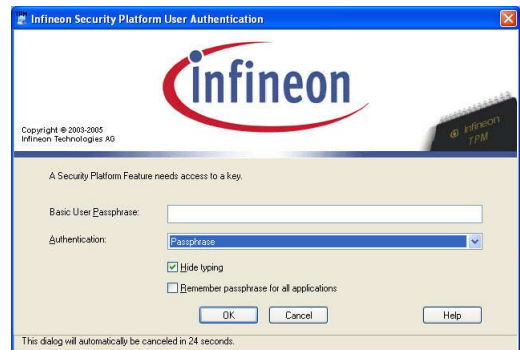 TPM
Infineon Security Platform User Authentication
infineon
Copyright © 2003-2005
Infineon Technologies AG
infineon
TPM
A Security Platform Feature needs access to a key.
Basic User Passphrase:
Authentication:
Passphrase
Hide typing
Remember passphrase for all applications
OK Cancel Help
This dialog will automatically be canceled in 24 seconds.